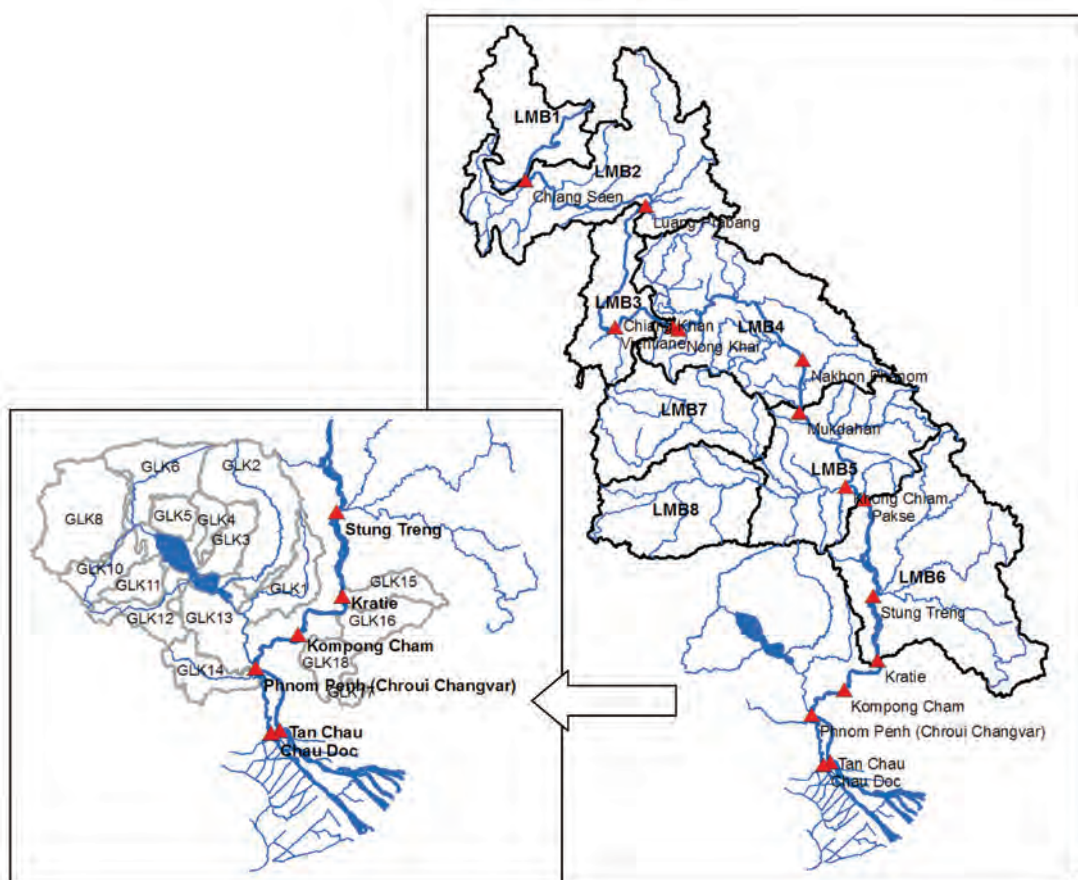 LMB1
LMB2
Chiang Saen
Luang Prabang
LMB3
Chiang Khan
LMB4
Vientiane
Nong Khai
Nakhon Phanom
LMB7
Mukdahan
LMB5
LMB8
Khong Chiam
Pakse
LMB6
Stung Treng
Kratie
Kompong Cham
Phnom Penh (Chroui Changvar)
Tan Chau
Chau Doc
GLK6
GLK2
GLK8
GLK5
GLK4
GLK3
Stung Treng
GLK10
GLK11
GLK1
GLK15
Kratie
GLK12
GLK13
GLK16
Kompong Cham
GLK14
GLK18
Phnom Penh (Chroui Changvar)
GLK17
Tan Chau
Chau Doc